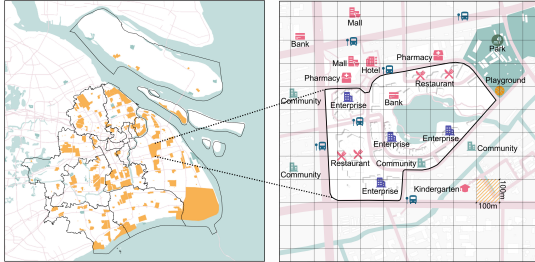 Mall
Bank
Pharmacy
Park
Mall
Hotel
Pharmacy
Restaurant
Playground
Community
Enterprise
Bank
Enterprise
Enterprise
Community
Restaurant
Community
Community
Enterprise
Kindergarten
100m
100m